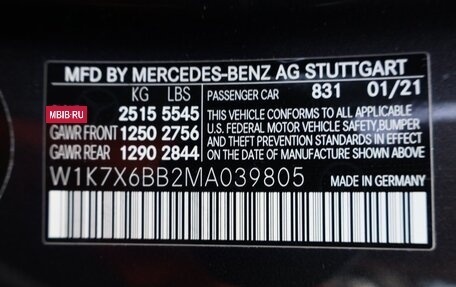 MFD BY MERCEDES-BENZ AG STUTTGART
KG LBS PASSENGER CAR 831 01/21
MBIB.RU 2515 5545
GAWR FRONT 1250 2756
GAWR REAR 1290 2844
THIS VEHICLE CONFORMS TO ALL APPLICABLE
U.S. FEDERAL MOTOR VEHICLE SAFETY,BUMPER
AND THEFT PREVENTION STANDARDS IN EFFECT
ON THE DATE OF MANUFACTURE SHOWN ABOVE.
W1K7X6BB2MA039805 MADE IN GERMANY